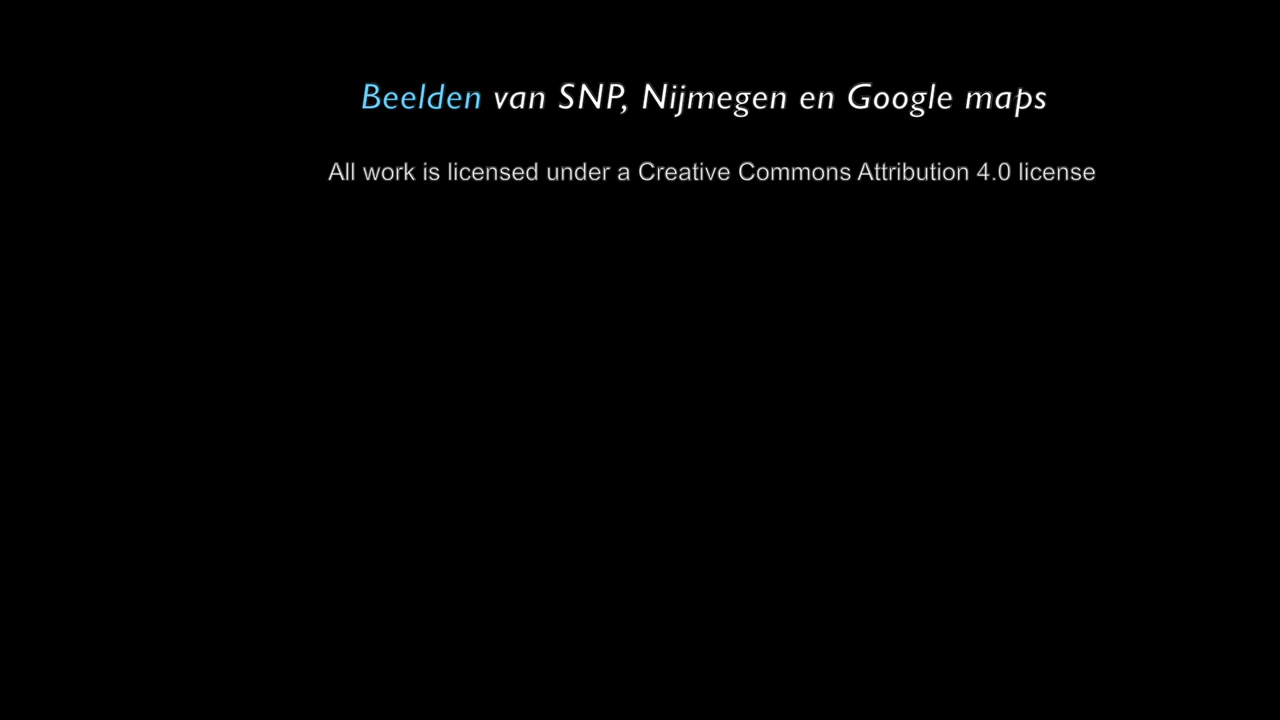 Beelden van SNP, Nijmegen en Google maps
All work is licensed under a Creative Commons Attribution 4.0 license